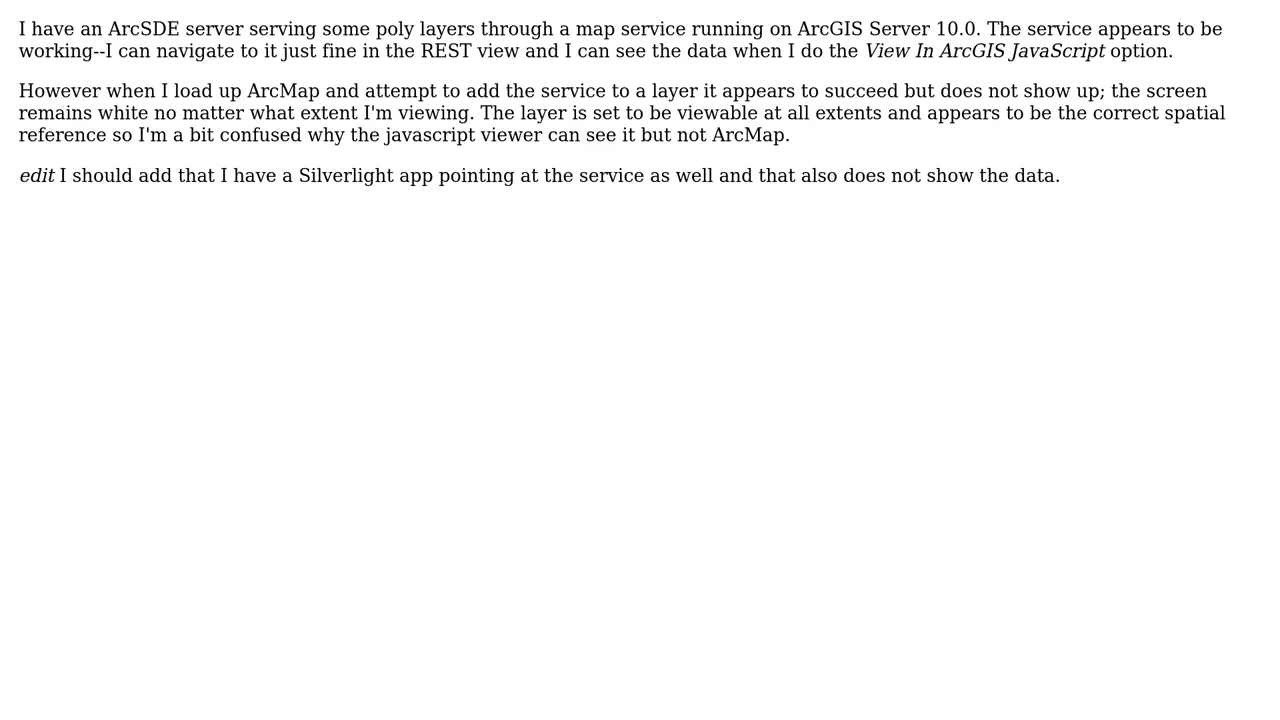 I have an ArcSDE server serving some poly layers through a map service running on ArcGIS Server 10.0. The service appears to be
working--I can navigate to it just fine in the REST view and I can see the data when I do the View In ArcGIS JavaScript option.
However when I load up ArcMap and attempt to add the service to a layer it appears to succeed but does not show up; the screen
remains white no matter what extent I'm viewing. The layer is set to be viewable at all extents and appears to be the correct spatial
reference so I'm a bit confused why the javascript viewer can see it but not ArcMap.
edit I should add that I have a Silverlight app pointing at the service as well and that also does not show the data.